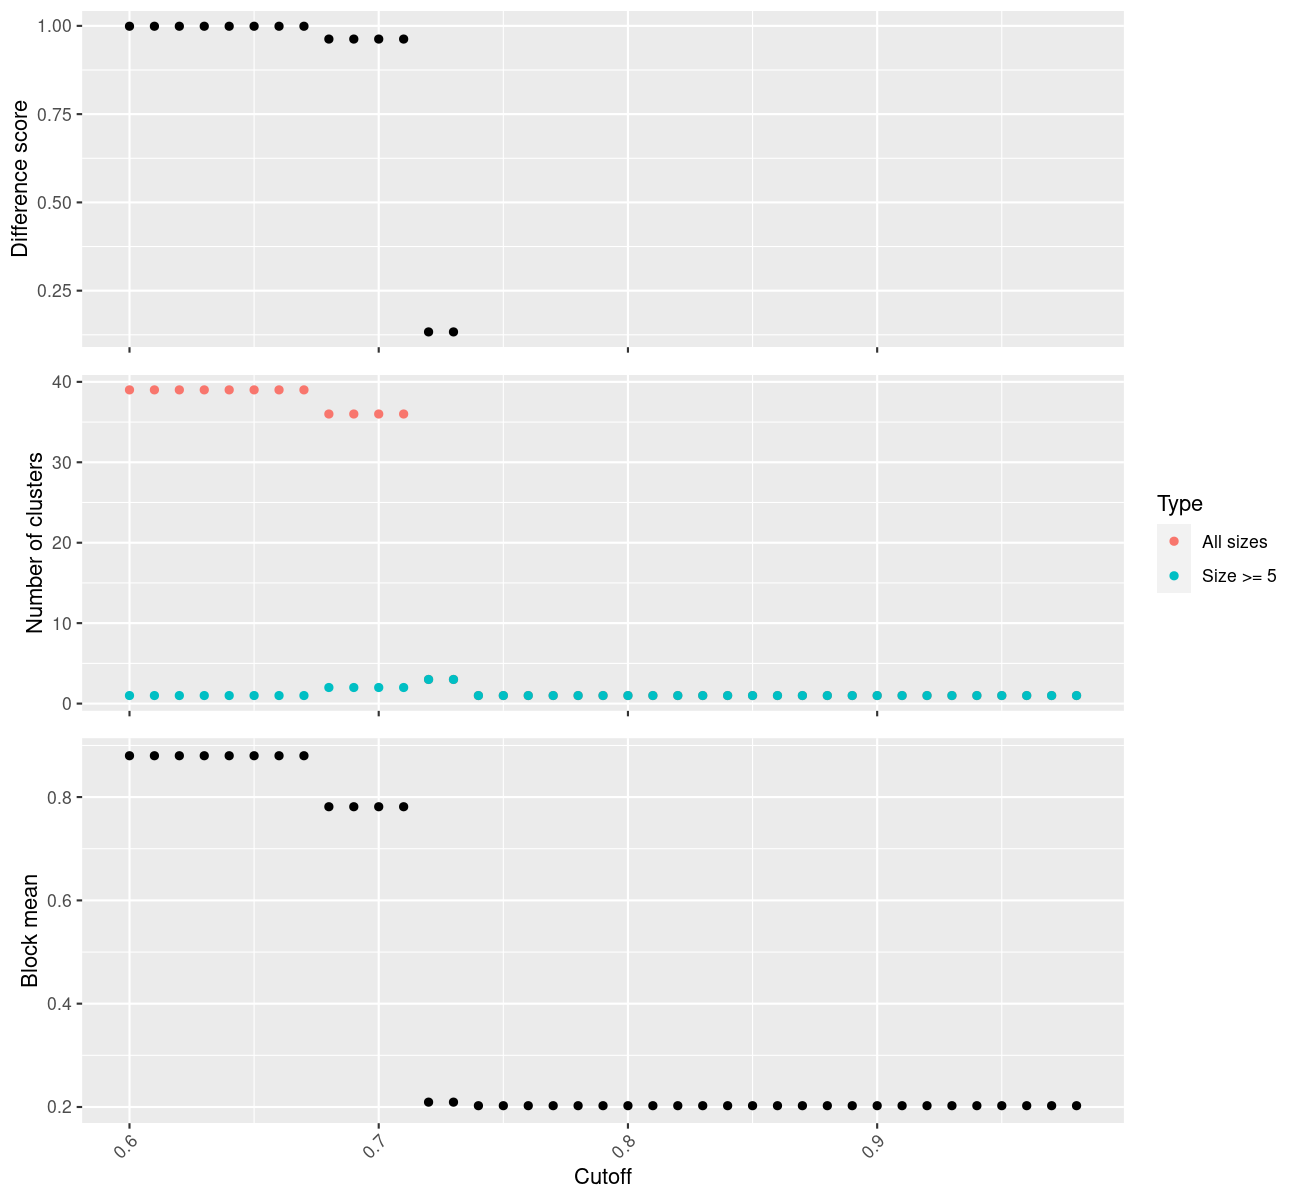 1.00
0.75
0.50
0.25
Difference score
40
30
20
10
0
Number of clusters
Type
All sizes
Size >= 5
0.8
0.6
0.4
0.2
Block mean
0.6 0.7 0.8 0.9
Cutoff